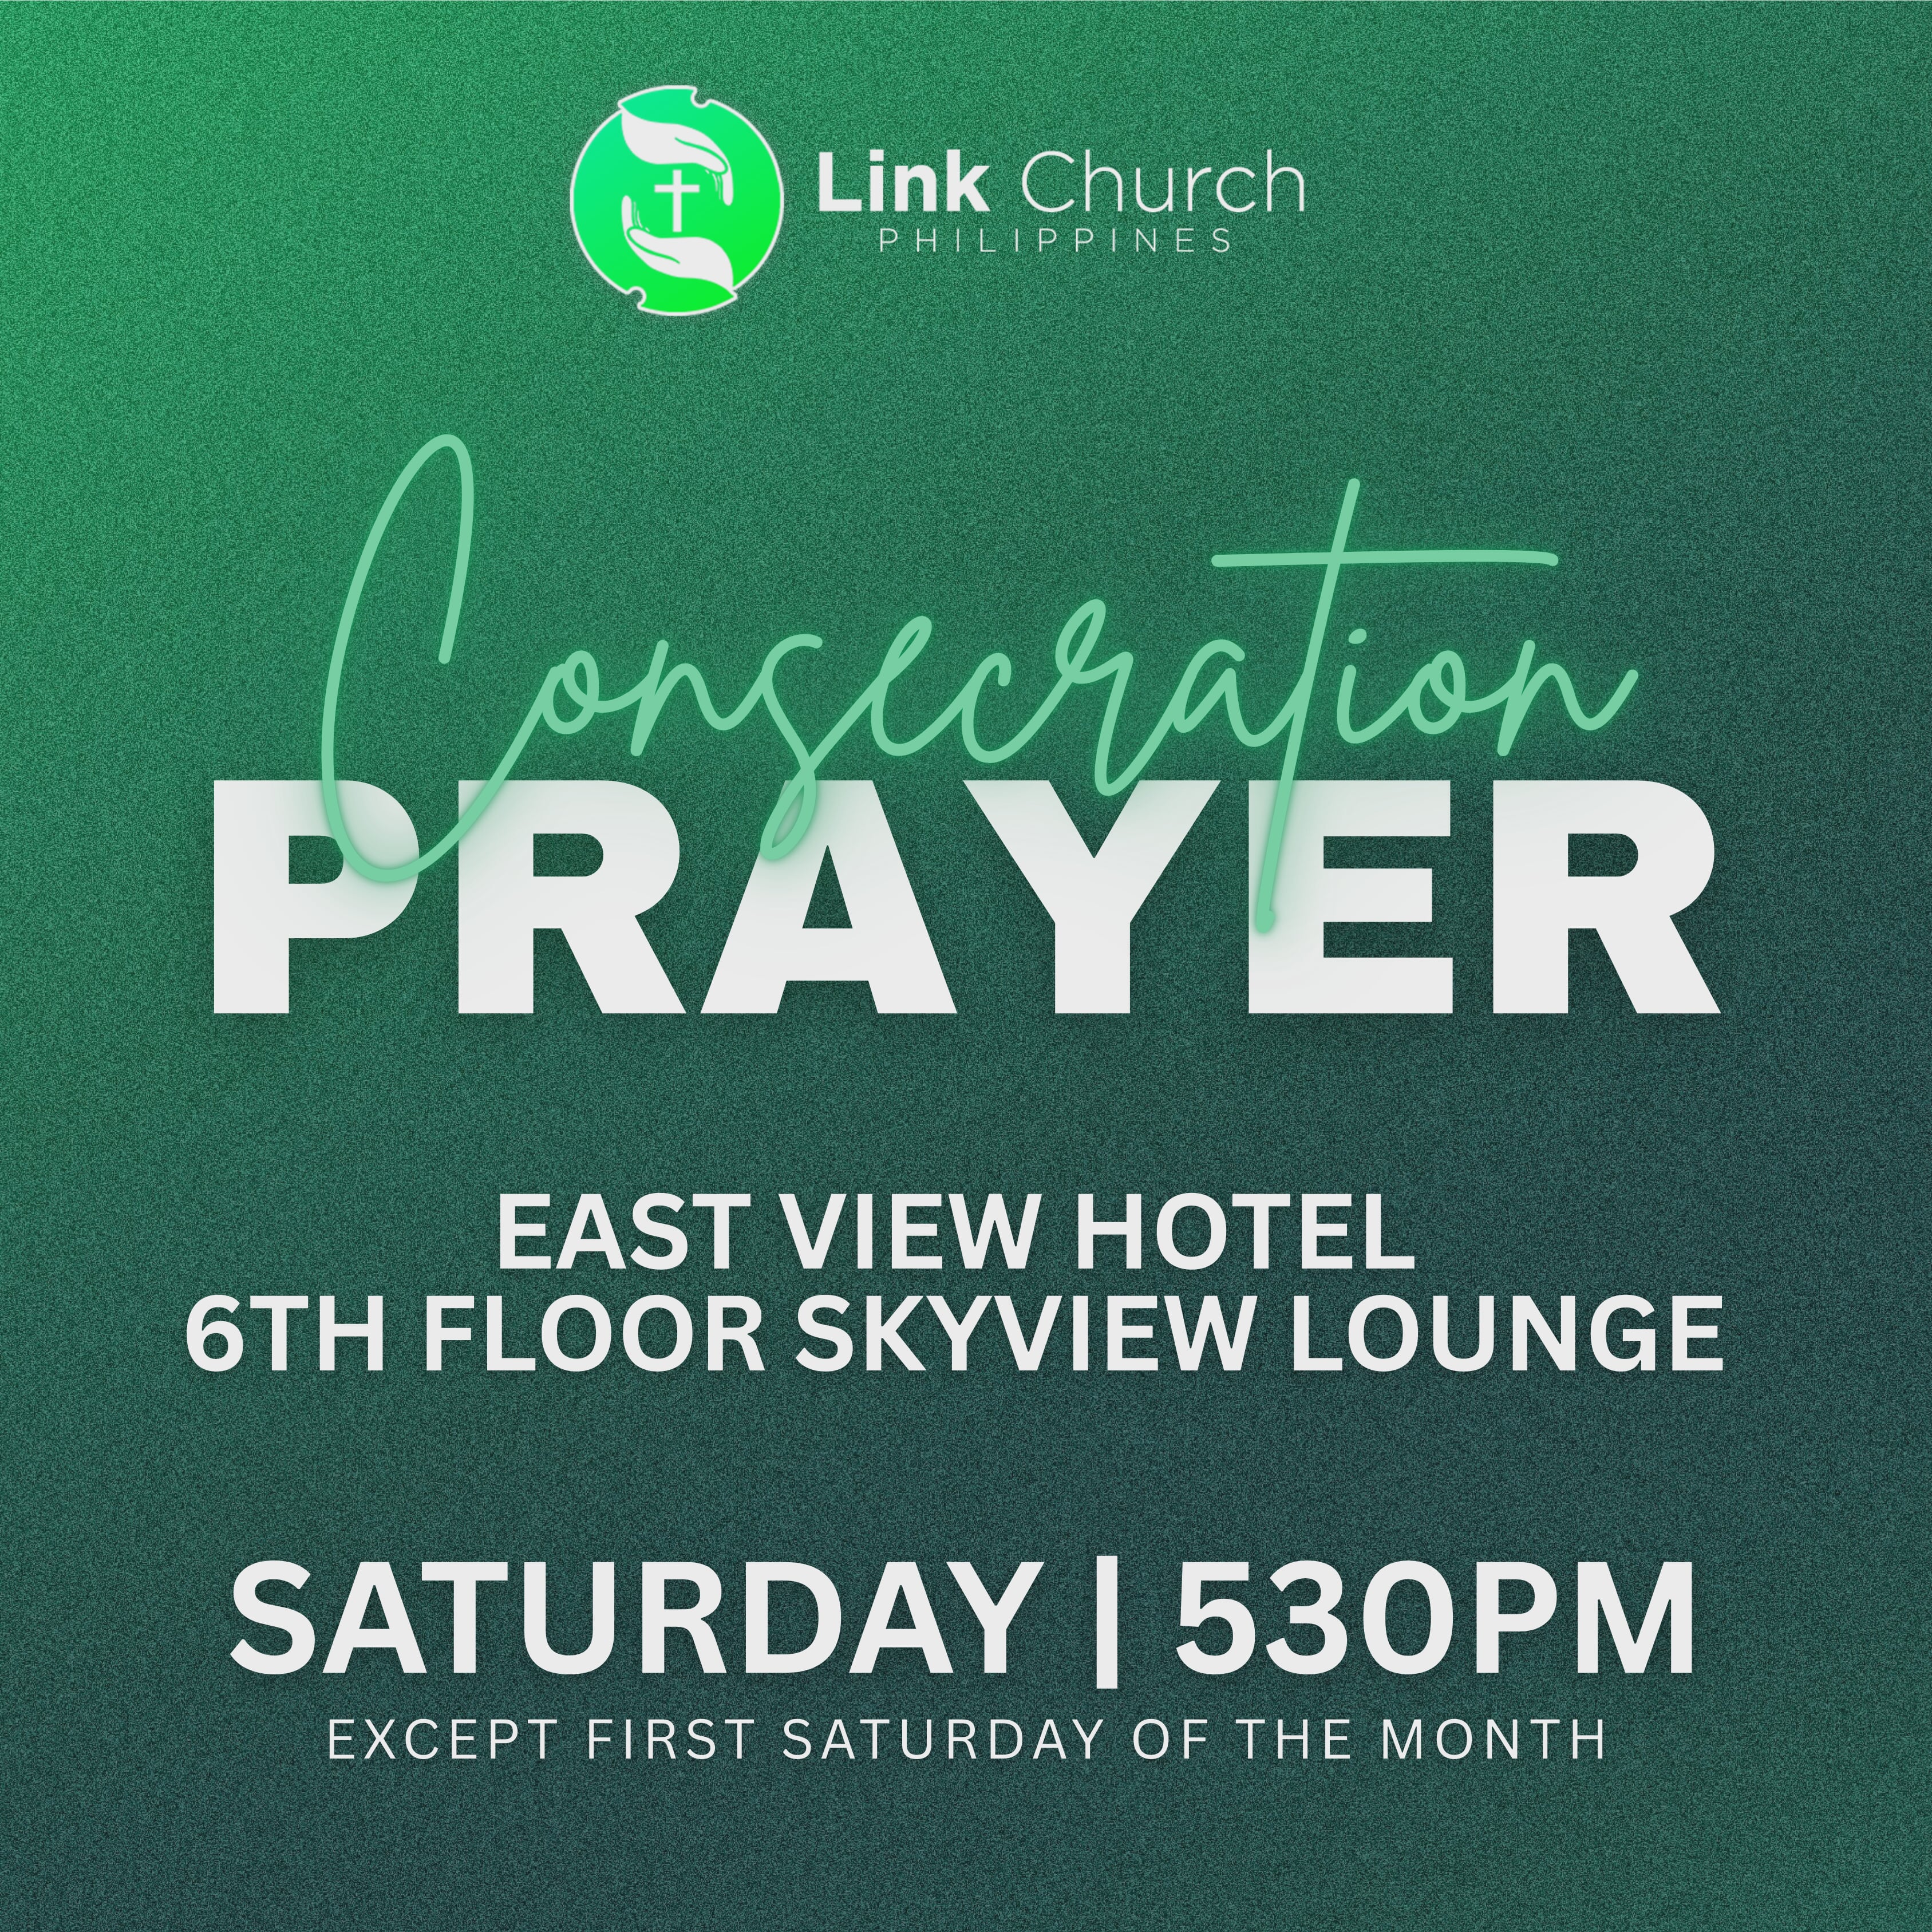 Link Church
PHILIPPINES
Consecration
PRAYER
EAST VIEW HOTEL
6TH FLOOR SKYVIEW LOUNGE
SATURDAY | 530PM
EXCEPT FIRST SATURDAY OF THE MONTH